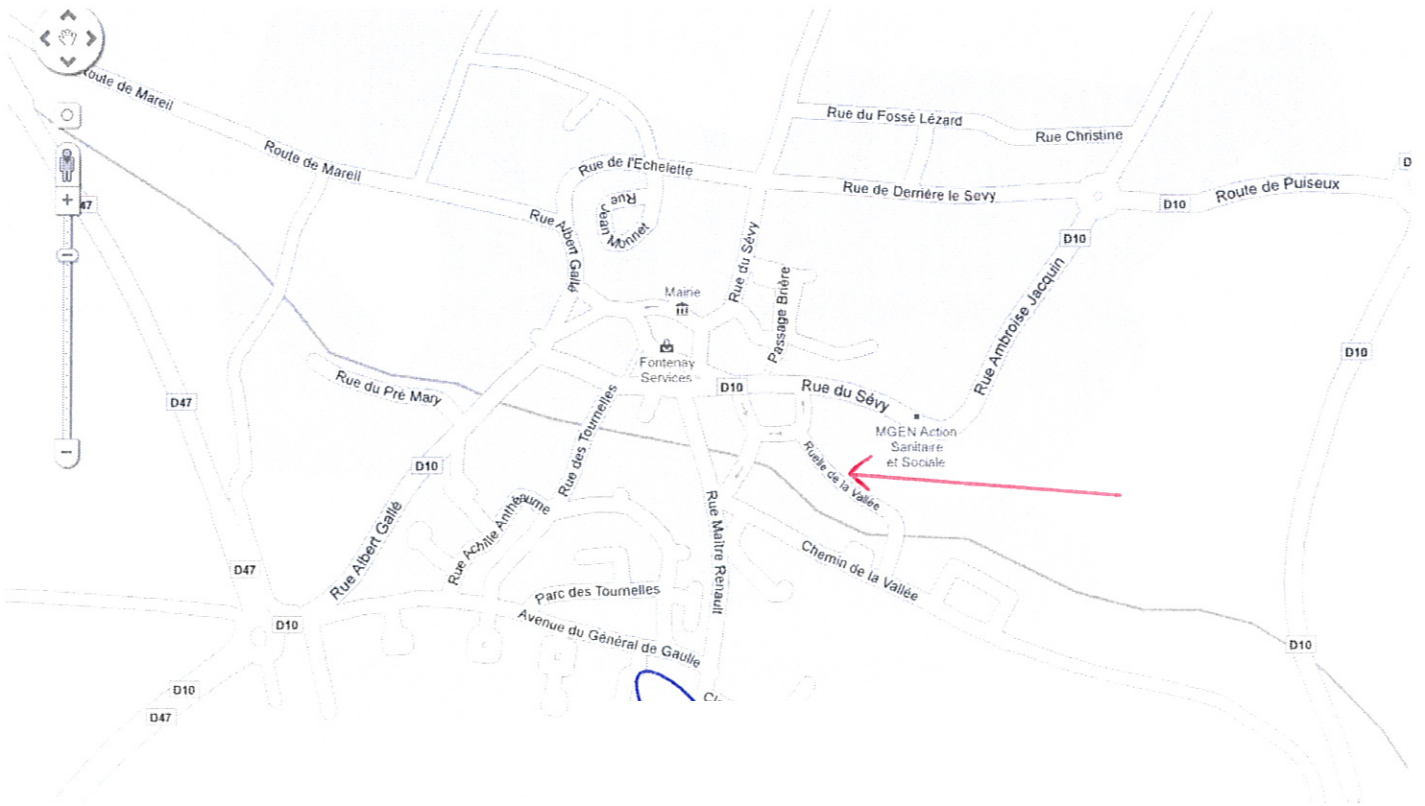 Route de Mareil
Rue du Fossé Lézard
Rue Christine
Route de Mareil
Rue de l'Echelette
D
Rue de Derrière le Sevy
Route de Puiseux
D10
47
Rue Jean Monnet
Rue Albert Gallé
D10
Rue du Sévy
Mairie
Passage Brière
Rue Ambroise Jacquin
Fontenay
Services
D10
Rue du Pré Mary
D10
Rue du Sévy
D47
MGEN Action
Sanitaire
et Sociale
Rue des Tournelles
D10
Ruelle de la Vallée
Rue Achille Anthéaume
Rue Maître Renault
Rue Albert Gallé
Chemin de la Vallée
D47
Parc des Tournelles
D10
Avenue du Général de Gaulle
D10
D10
D47